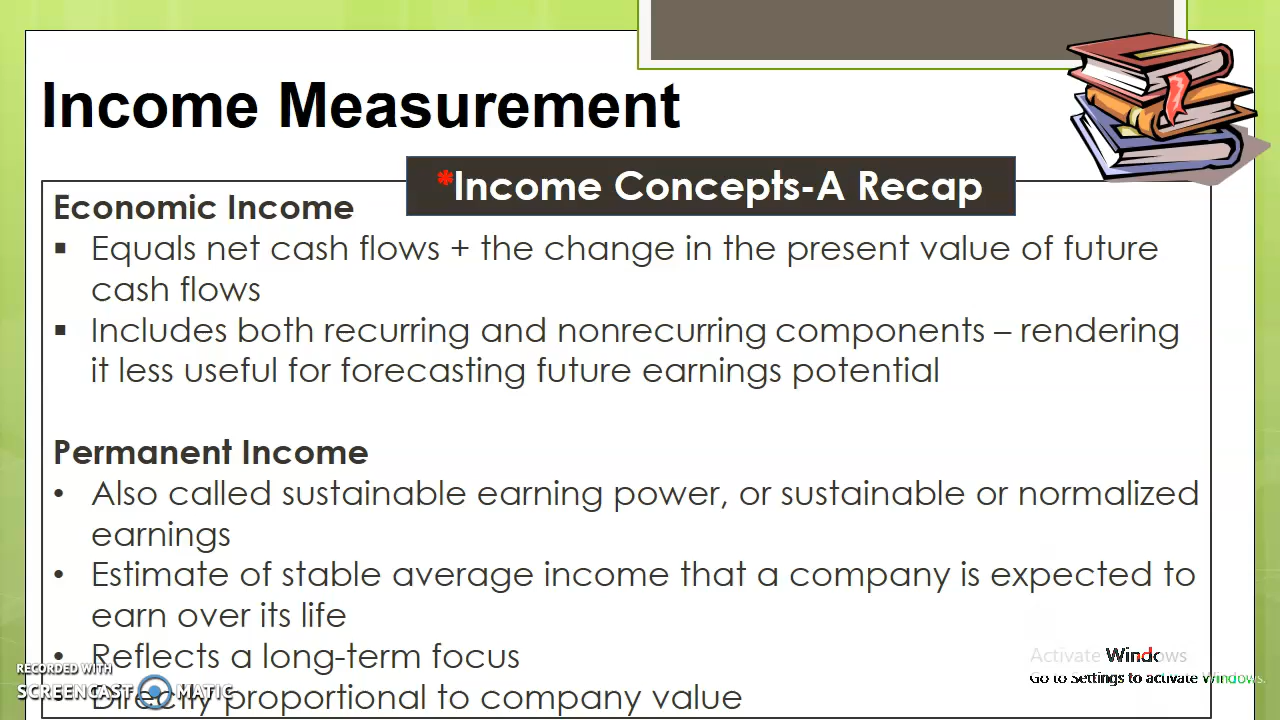 Income Measurement
*Income Concepts-A Recap
Economic Income
▪ Equals net cash flows + the change in the present value of future
cash flows
▪ Includes both recurring and nonrecurring components – rendering
it less useful for forecasting future earnings potential
Permanent Income
• Also called sustainable earning power, or sustainable or normalized
earnings
• Estimate of stable average income that a company is expected to
earn over its life
• Reflects a long-term focus
• Directly proportional to company value
RECORDED WITH
SCREENCAST MATIC
Activate Windows
Go to Settings to activate Windows.